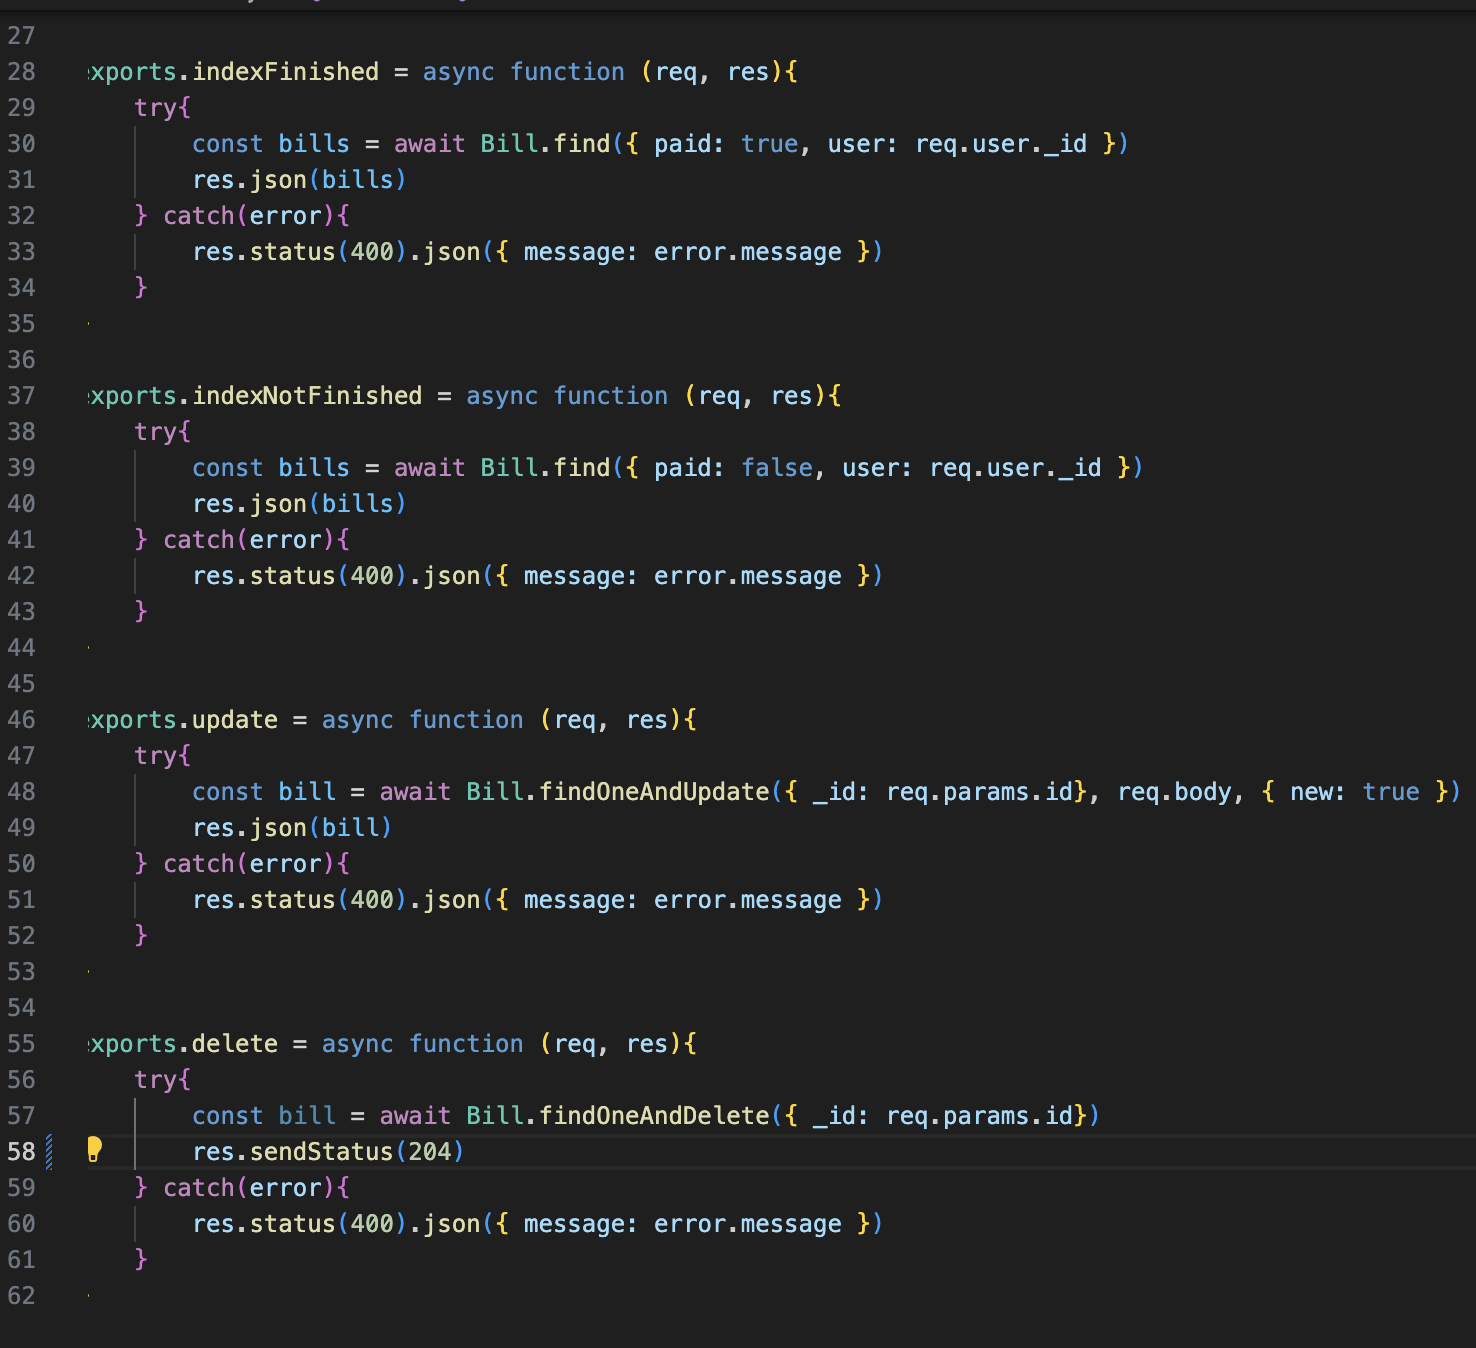 27
28 xports.indexFinished = async function (req, res){
29 try{
30 const bills = await Bill.find({ paid: true, user: req.user._id })
31 res.json(bills)
32 } catch(error){
33 res.status(400).json({ message: error.message })
34 }
35
36
37 xports.indexNotFinished = async function (req, res){
38 try{
39 const bills = await Bill.find({ paid: false, user: req.user._id })
40 res.json(bills)
41 } catch(error){
42 res.status(400).json({ message: error.message })
43 }
44
45
46 xports.update = async function (req, res){
47 try{
48 const bill = await Bill.findOneAndUpdate({ _id: req.params.id}, req.body, { new: true })
49 res.json(bill)
50 } catch(error){
51 res.status(400).json({ message: error.message })
52 }
53
54
55 xports.delete = async function (req, res){
56 try{
57 const bill = await Bill.findOneAndDelete({ _id: req.params.id})
58 res.sendStatus(204)
59 } catch(error){
60 res.status(400).json({ message: error.message })
61 }
62